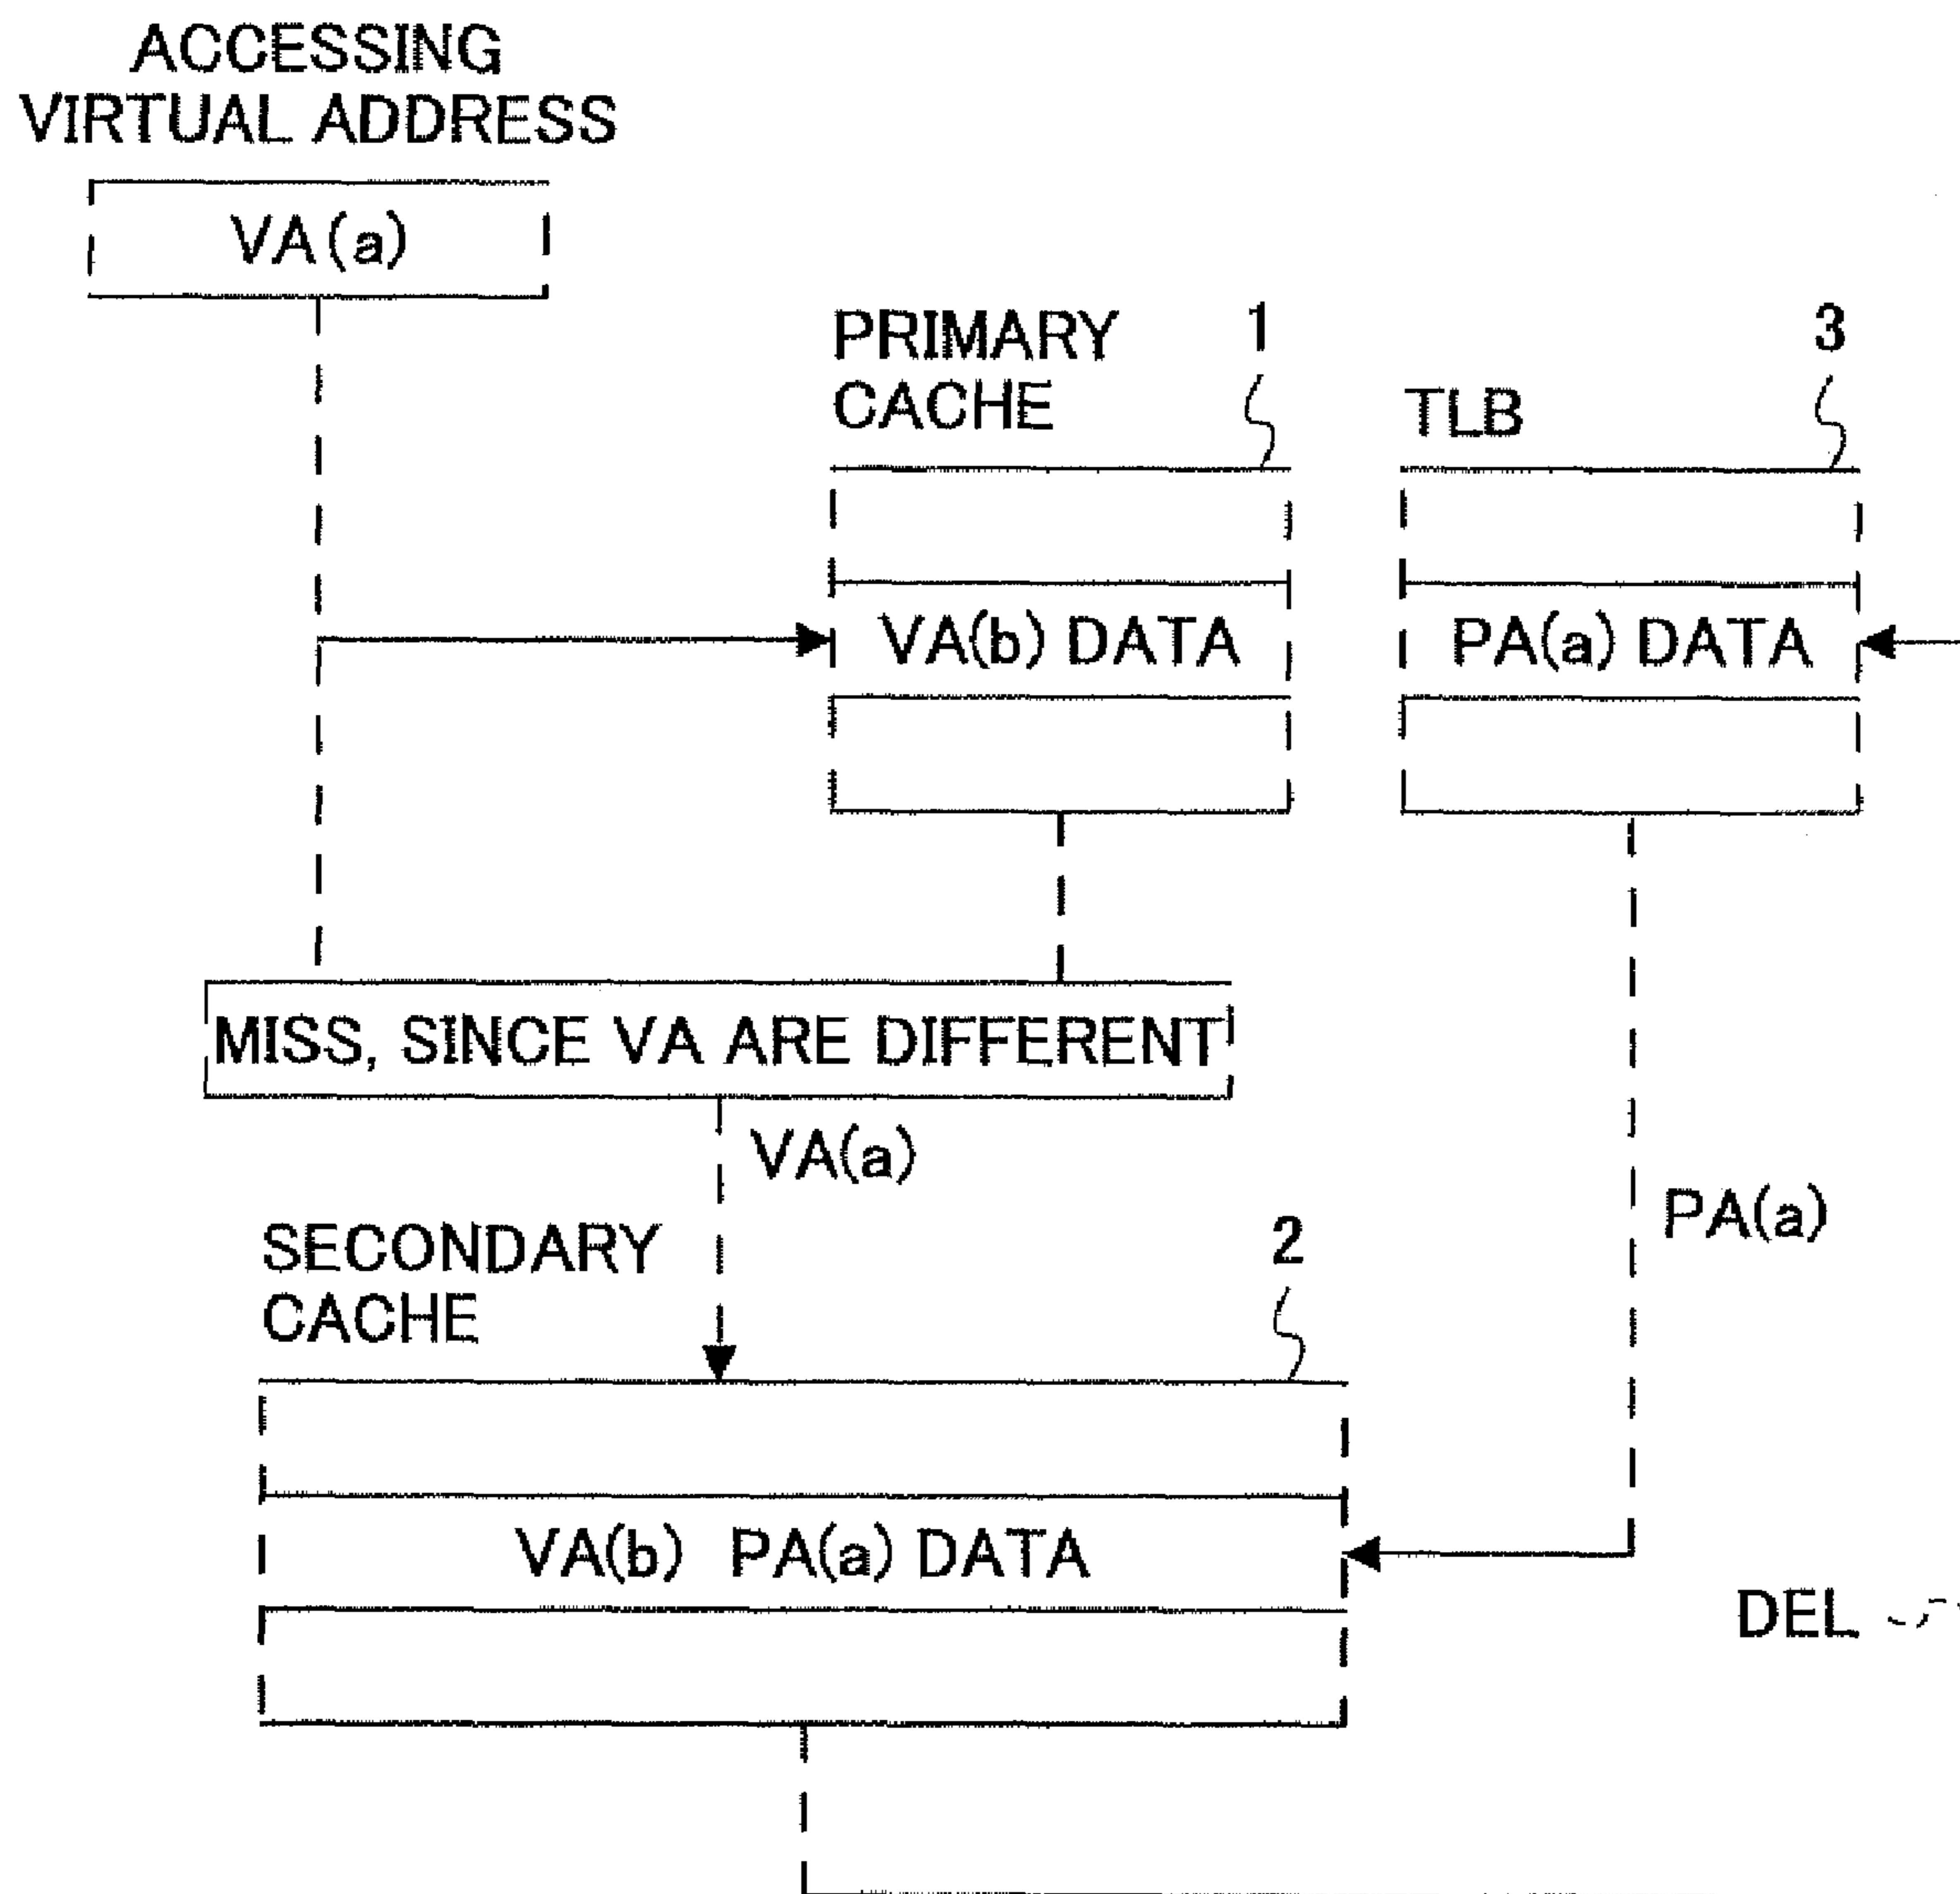 ACCESSING
VIRTUAL ADDRESS
VA(a)
PRIMARY
CACHE
1
TLB
3
VA(b) DATA
PA(a) DATA
MISS, SINCE VA ARE DIFFERENT
VA(a)
PA(a)
SECONDARY
CACHE
2
VA(b) PA(a) DATA
DEL